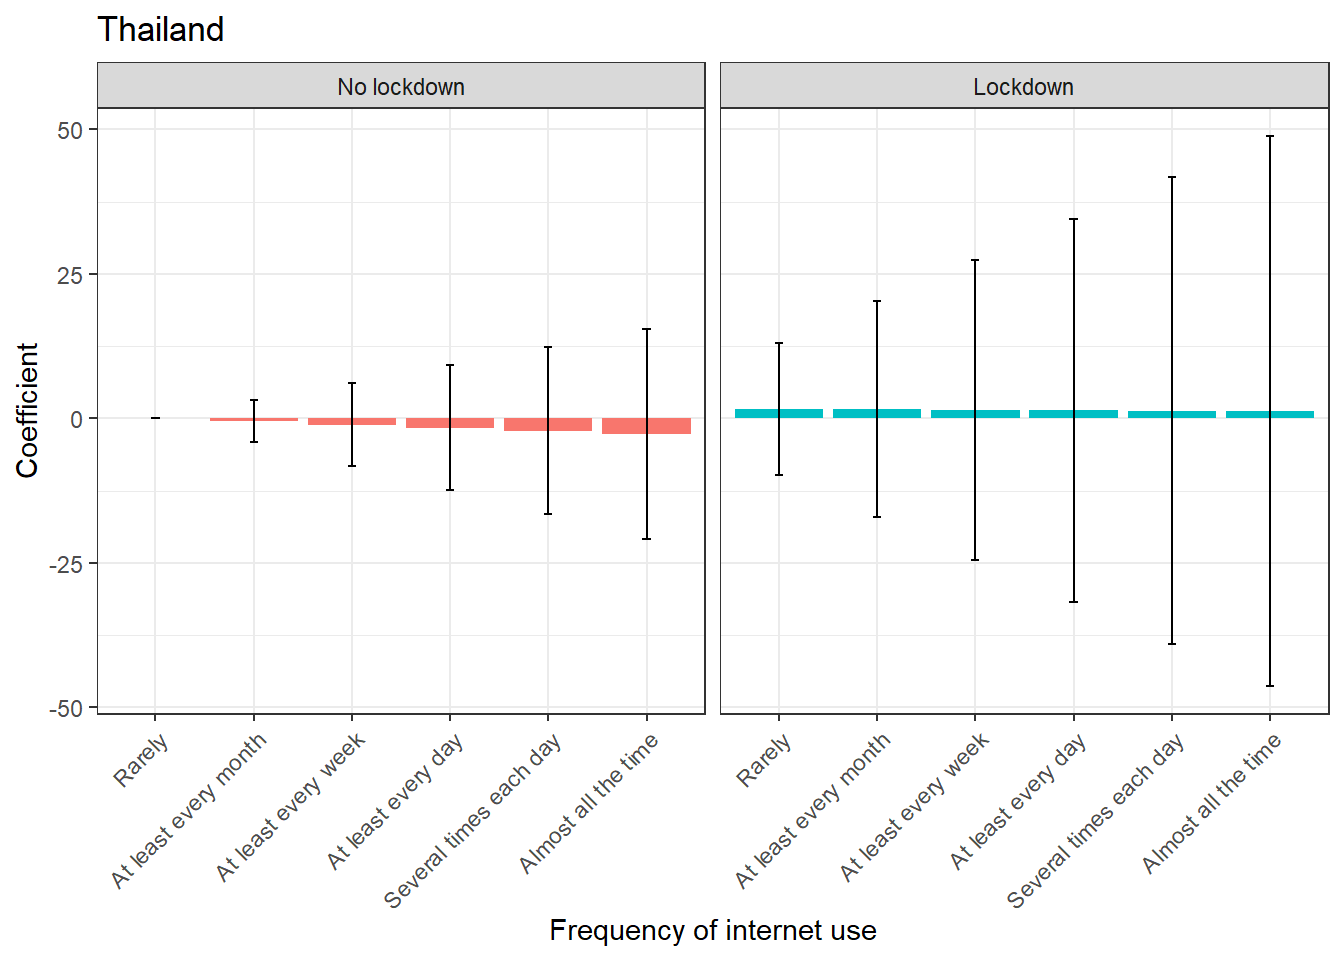 Thailand
No lockdown
Lockdown
Coefficient
50
25
0
-25
-50
Rarely
At least every month
At least every week
At least every day
Several times each day
Almost all the time
Rarely
At least every month
At least every week
At least every day
Several times each day
Almost all the time
Frequency of internet use